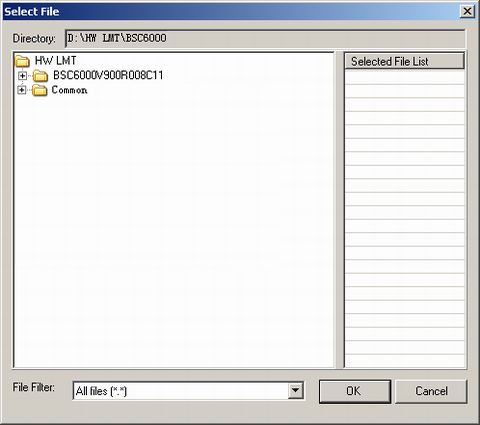 Select File
Directory: D:\HW LMT\BSC6000
HW LMT
BSC6000V900R008C11
Common
Selected File List
File Filter: All files (*.*)
OK
Cancel